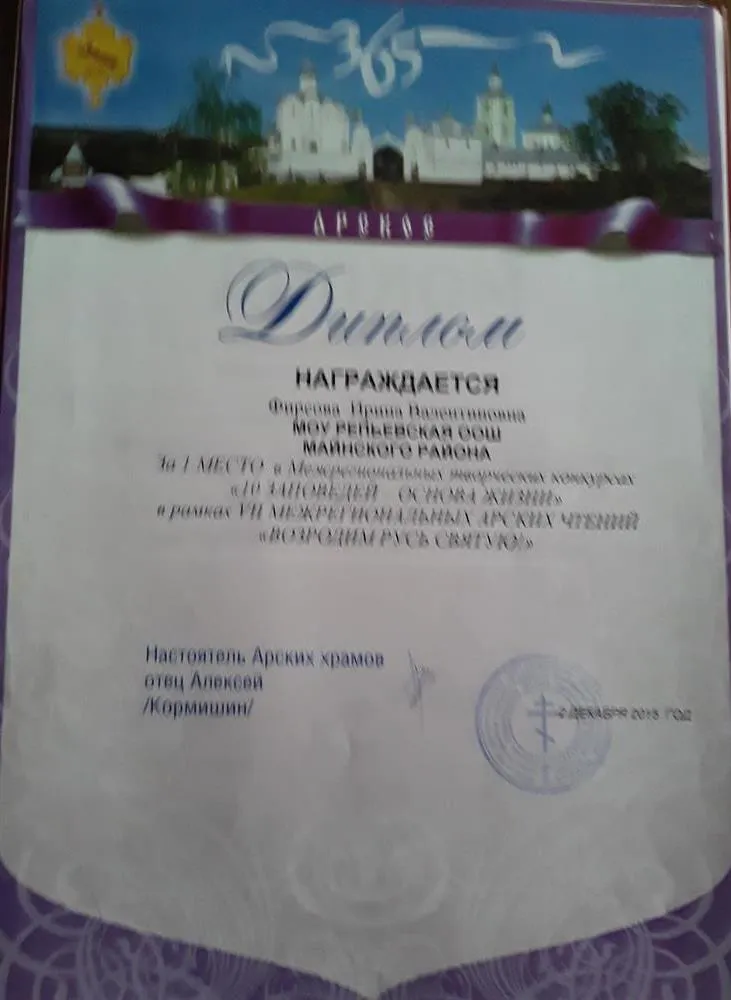 365
АРСКОЕ
Диплом
НАГРАЖДАЕТСЯ
Фирсова Ирина Валентиновна
МОУ РЕПЬЕВСКАЯ ООШ
МАЙНСКОГО РАЙОНА
За 1 МЕСТО в Межрегиональных творческих конкурсах
«10 ЗАПОВЕДЕЙ - ОСНОВА ЖИЗНИ»
в рамках VII МЕЖРЕГИОНАЛЬНЫХ АРСКИХ ЧТЕНИЙ
«ВОЗРОДИМ РУСЬ СВЯТУЮ!»
Настоятель Арских храмов
отец Алексей
/Кормишин/
ДЕКАБРЯ ГОД